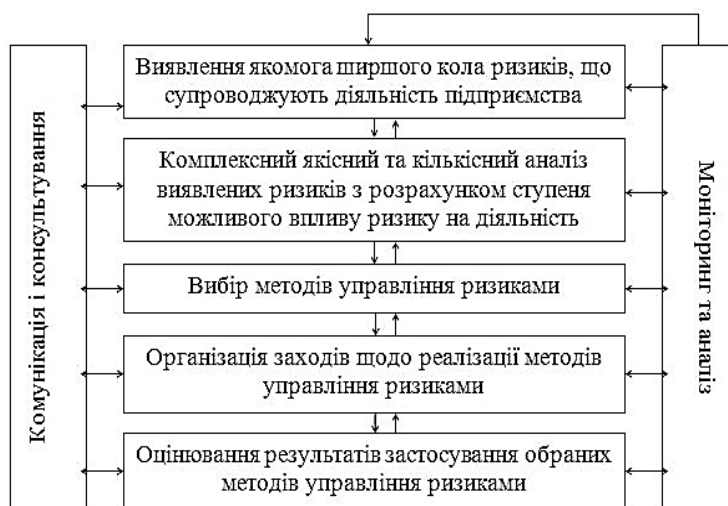 Комунікація і консультування
Виявлення якомога ширшого кола ризиків, що
супроводжують діяльність підприємства
Комплексний якісний та кількісний аналіз
виявлених ризиків з розрахунком ступеня
можливого впливу ризику на діяльність
Вибір методів управління ризиками
Організація заходів щодо реалізації методів
управління ризиками
Оцінювання результатів застосування обраних
методів управління ризиками
Моніторинг та аналіз